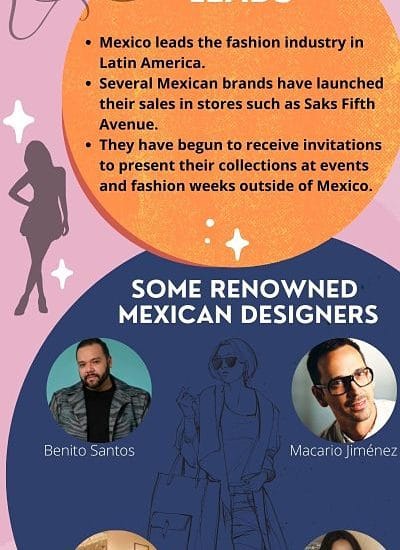 Mexico leads the fashion industry in
Latin America.
Several Mexican brands have launched
their sales in stores such as Saks Fifth
Avenue.
They have begun to receive invitations
to present their collections at events
and fashion weeks outside of Mexico.
SOME RENOWNED
MEXICAN DESIGNERS
Benito Santos
Macario Jiménez